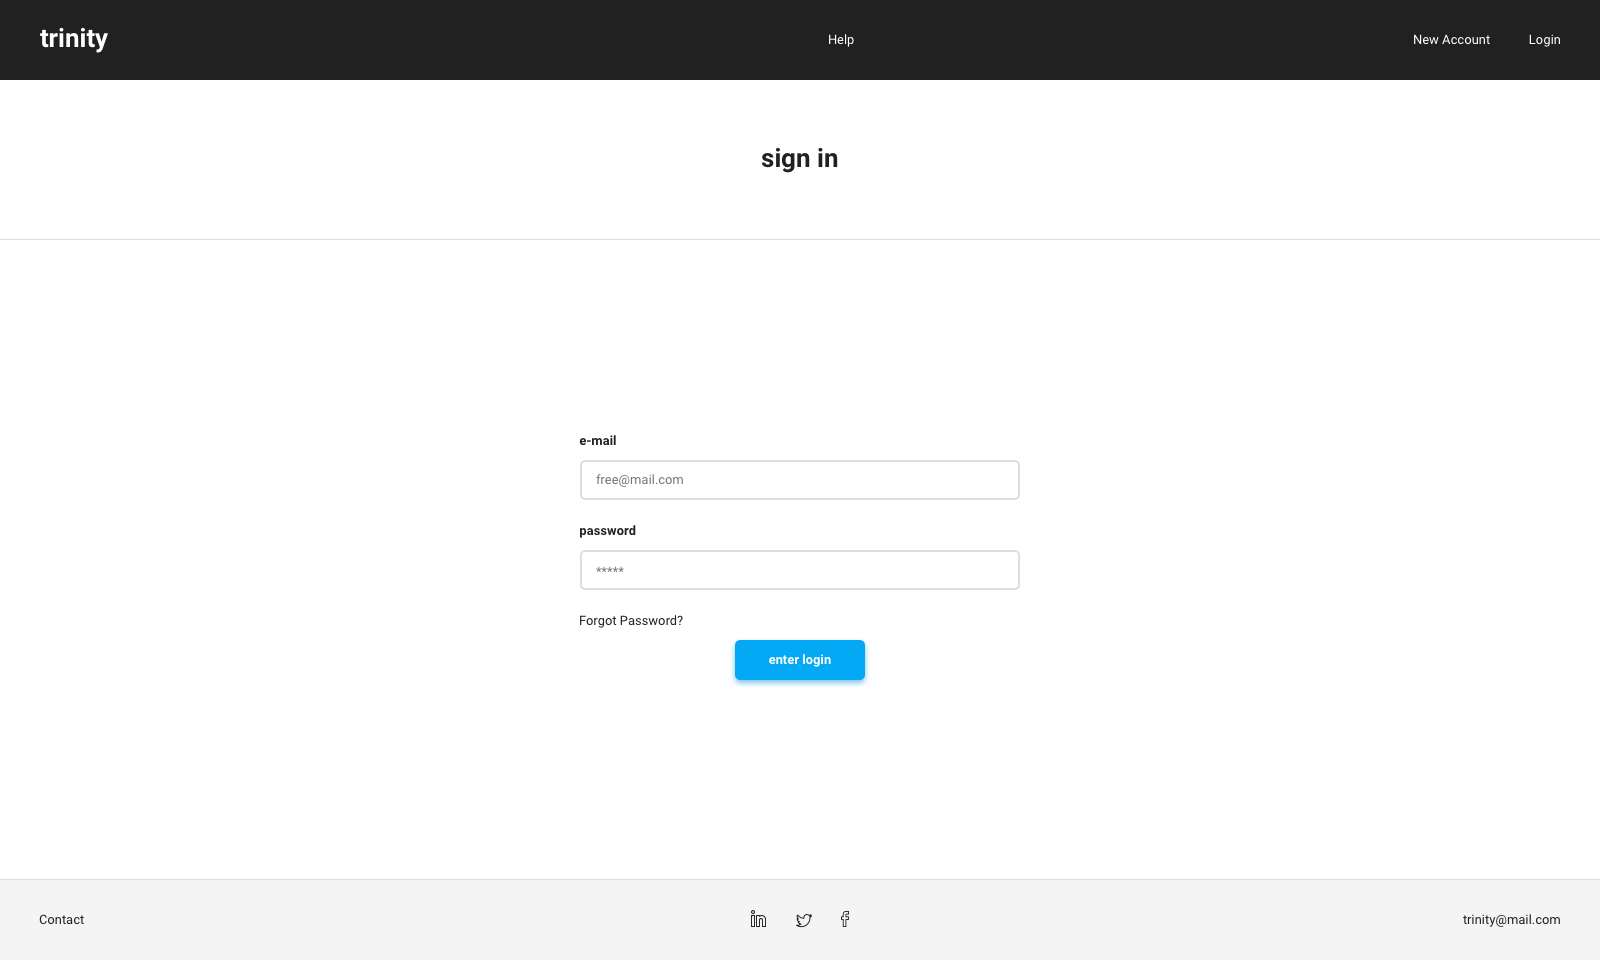 trinity
Help
New Account
Login
sign in
e-mail
free@mail.com
password
*****
Forgot Password?
enter login
Contact
trinity@mail.com